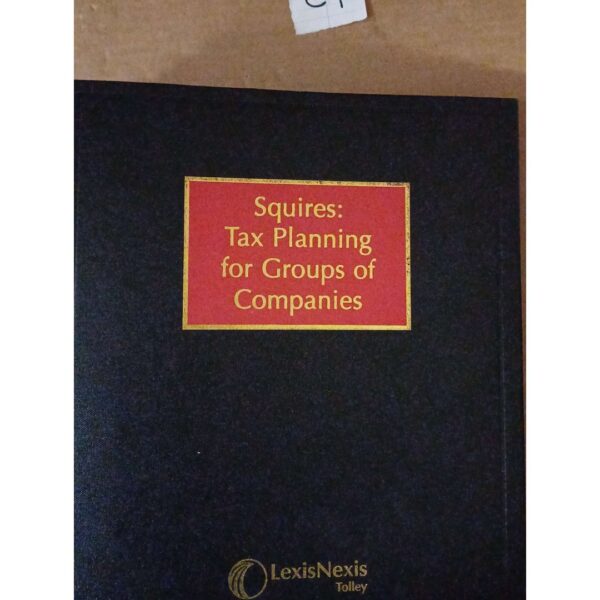 Squires:
Tax Planning
for Groups of
Companies
LexisNexis
Tolley